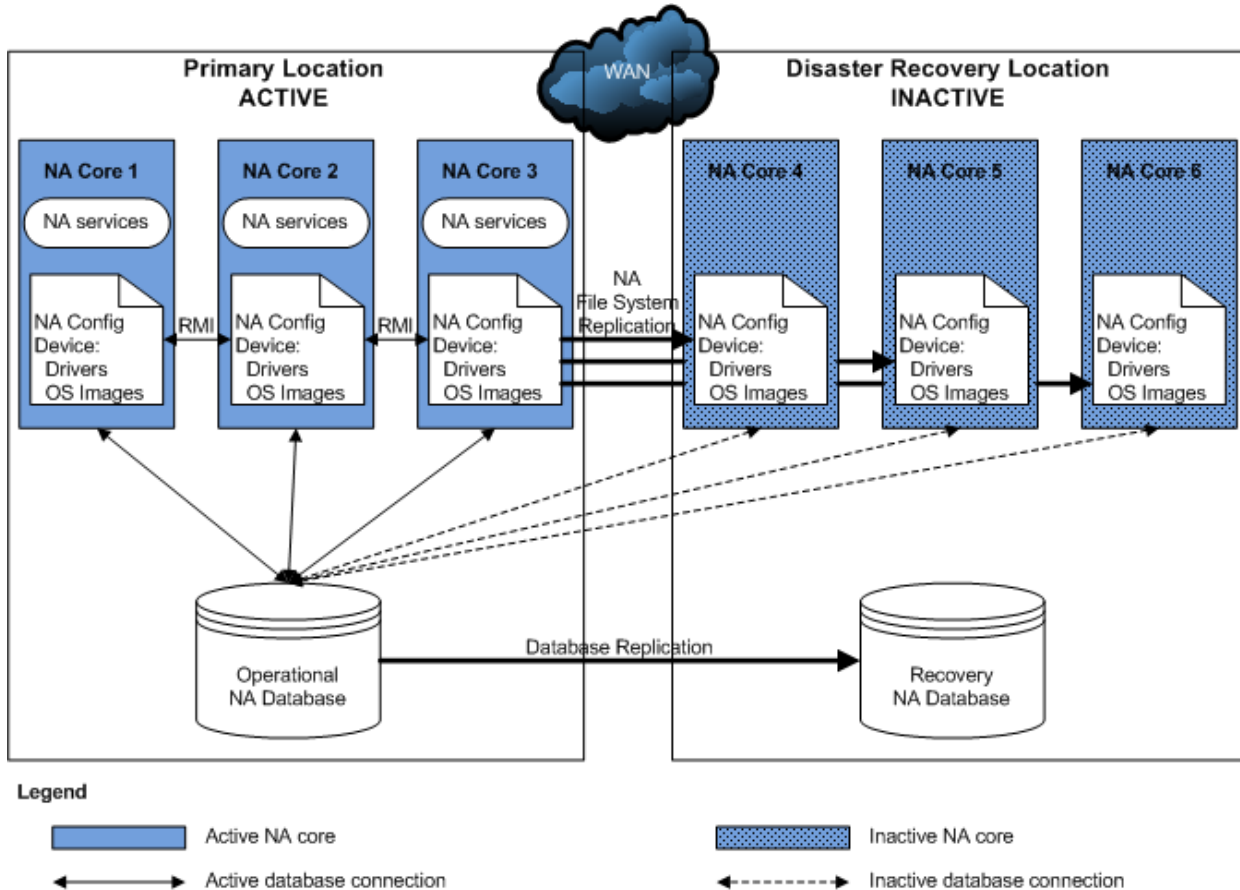 WAN
Primary Location
ACTIVE
Disaster Recovery Location
INACTIVE
NA Core 1
NA services
NA Config
Device:
Drivers
OS Images
RMI
NA Core 2
NA services
NA Config
Device:
Drivers
OS Images
RMI
NA Core 3
NA services
NA Config
Device:
Drivers
OS Images
NA
File System
Replication
NA Core 4
NA Config
Device:
Drivers
OS Images
NA Core 5
NA Config
Device:
Drivers
OS Images
NA Core 6
NA Config
Device:
Drivers
OS Images
Operational
NA Database
Database Replication
Recovery
NA Database
Legend
Active NA core
Inactive NA core
Active database connection
Inactive database connection